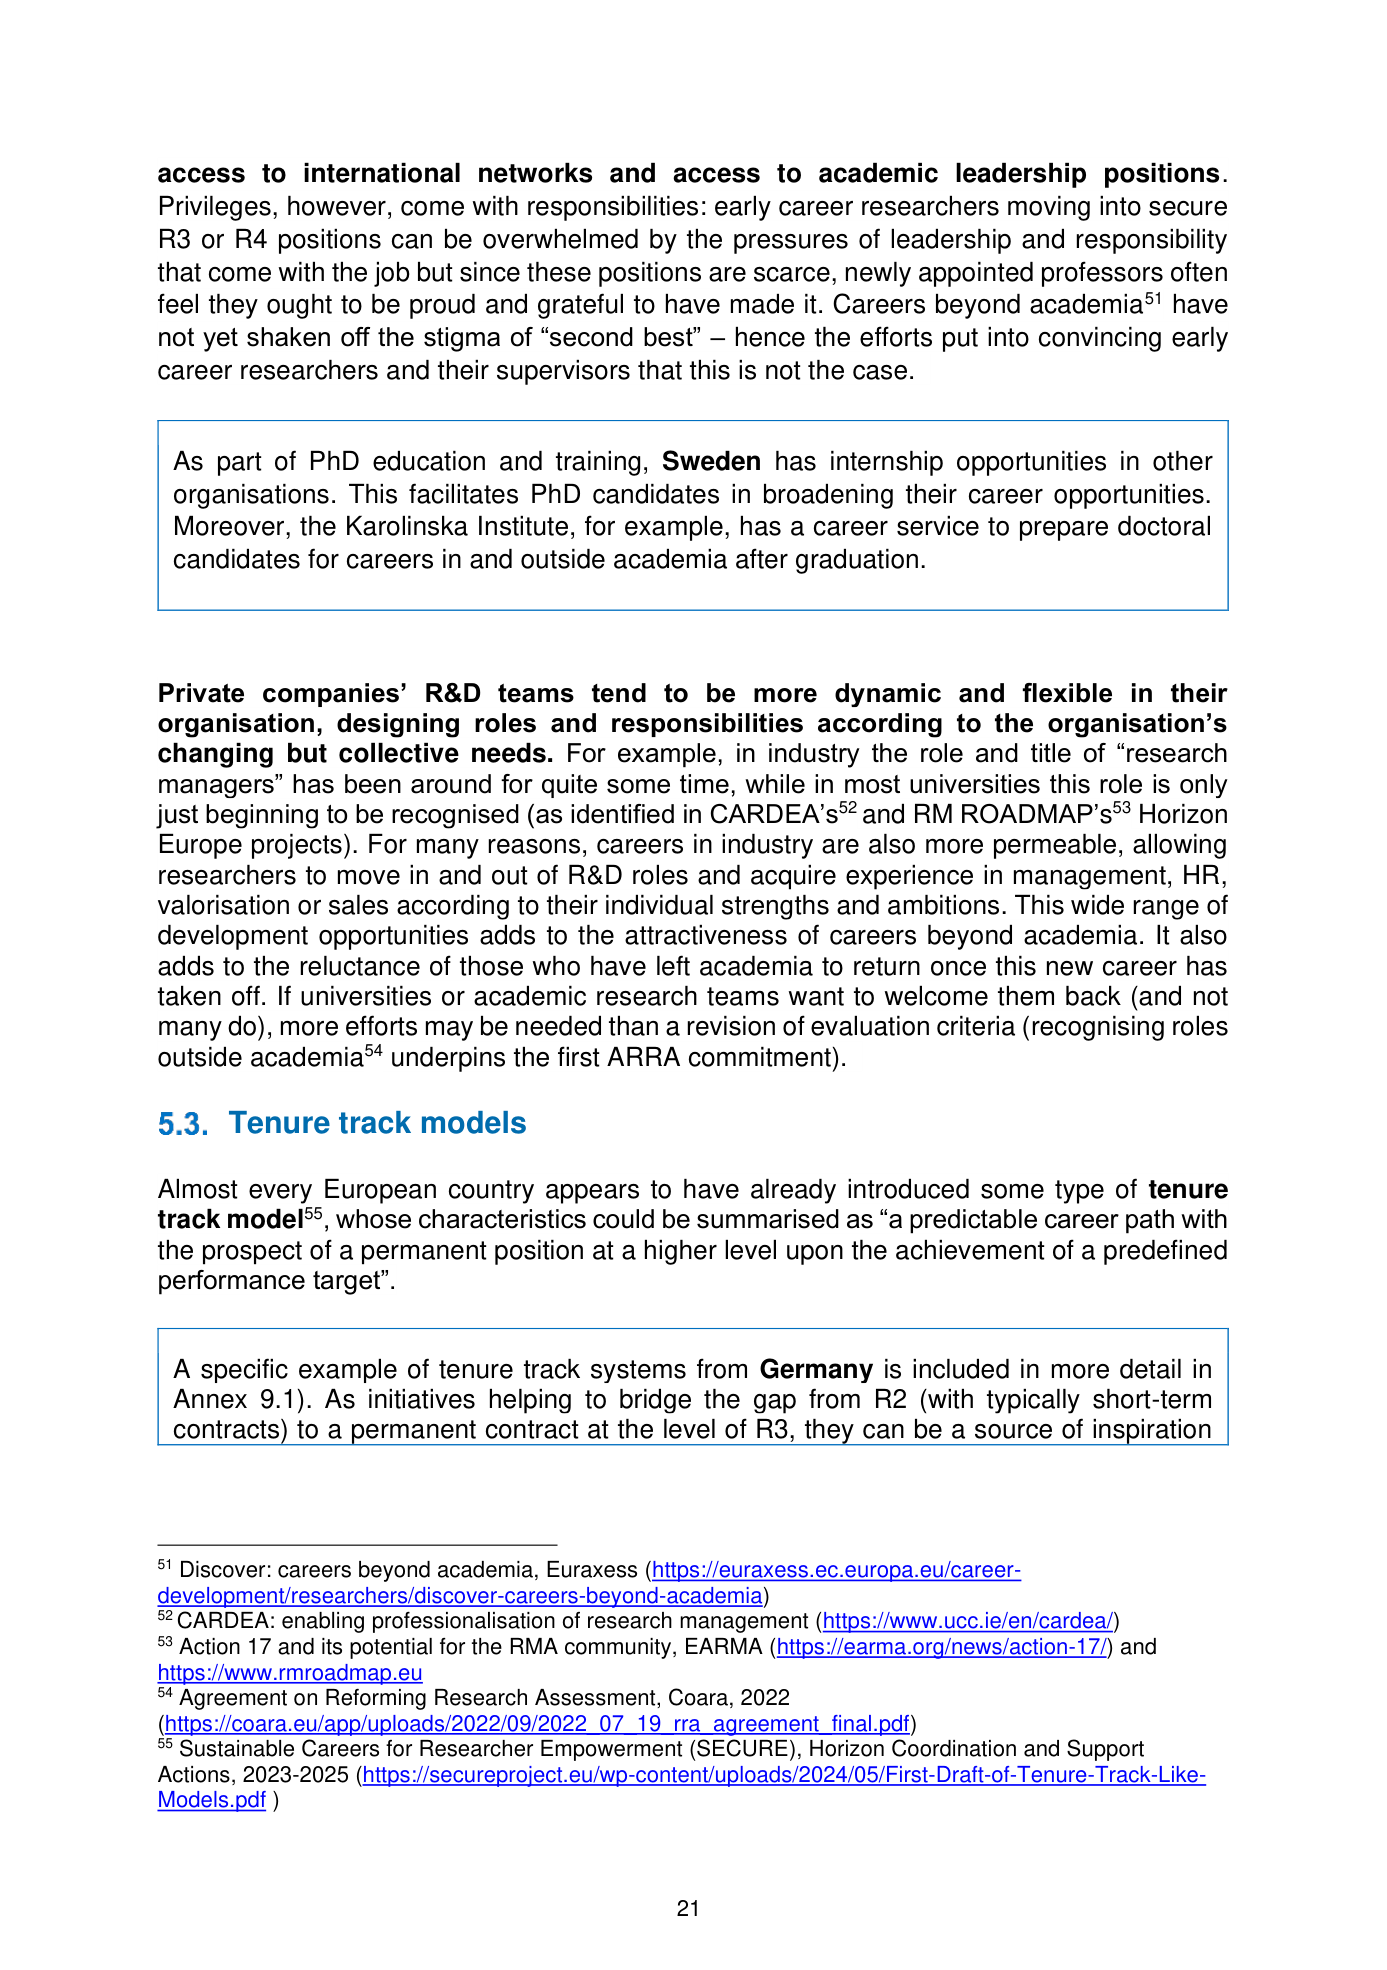 access to international networks and access to academic leadership positions.
Privileges, however, come with responsibilities: early career researchers moving into secure
R3 or R4 positions can be overwhelmed by the pressures of leadership and responsibility
that come with the job but since these positions are scarce, newly appointed professors often
feel they ought to be proud and grateful to have made it. Careers beyond academia51 have
not yet shaken off the stigma of “second best” – hence the efforts put into convincing early
career researchers and their supervisors that this is not the case.
As part of PhD education and training, Sweden has internship opportunities in other
organisations. This facilitates PhD candidates in broadening their career opportunities.
Moreover, the Karolinska Institute, for example, has a career service to prepare doctoral
candidates for careers in and outside academia after graduation.
Private companies’ R&D teams tend to be more dynamic and flexible in their
organisation, designing roles and responsibilities according to the organisation’s
changing but collective needs. For example, in industry the role and title of “research
managers” has been around for quite some time, while in most universities this role is only
just beginning to be recognised (as identified in CARDEA’s52 and RM ROADMAP’s53 Horizon
Europe projects). For many reasons, careers in industry are also more permeable, allowing
researchers to move in and out of R&D roles and acquire experience in management, HR,
valorisation or sales according to their individual strengths and ambitions. This wide range of
development opportunities adds to the attractiveness of careers beyond academia. It also
adds to the reluctance of those who have left academia to return once this new career has
taken off. If universities or academic research teams want to welcome them back (and not
many do), more efforts may be needed than a revision of evaluation criteria (recognising roles
outside academia54 underpins the first ARRA commitment).
5.3. Tenure track models
Almost every European country appears to have already introduced some type of tenure
track model55, whose characteristics could be summarised as “a predictable career path with
the prospect of a permanent position at a higher level upon the achievement of a predefined
performance target”.
A specific example of tenure track systems from Germany is included in more detail in
Annex 9.1). As initiatives helping to bridge the gap from R2 (with typically short-term
contracts) to a permanent contract at the level of R3, they can be a source of inspiration
51 Discover: careers beyond academia, Euraxess (https://euraxess.ec.europa.eu/career-
development/researchers/discover-careers-beyond-academia)
52 CARDEA: enabling professionalisation of research management (https://www.ucc.ie/en/cardea/)
53 Action 17 and its potential for the RMA community, EARMA (https://earma.org/news/action-17/) and
https://www.rmroadmap.eu
54 Agreement on Reforming Research Assessment, Coara, 2022
(https://coara.eu/app/uploads/2022/09/2022_07_19_rra_agreement_final.pdf)
55 Sustainable Careers for Researcher Empowerment (SECURE), Horizon Coordination and Support
Actions, 2023-2025 (https://secureproject.eu/wp-content/uploads/2024/05/First-Draft-of-Tenure-Track-Like-
Models.pdf )
21